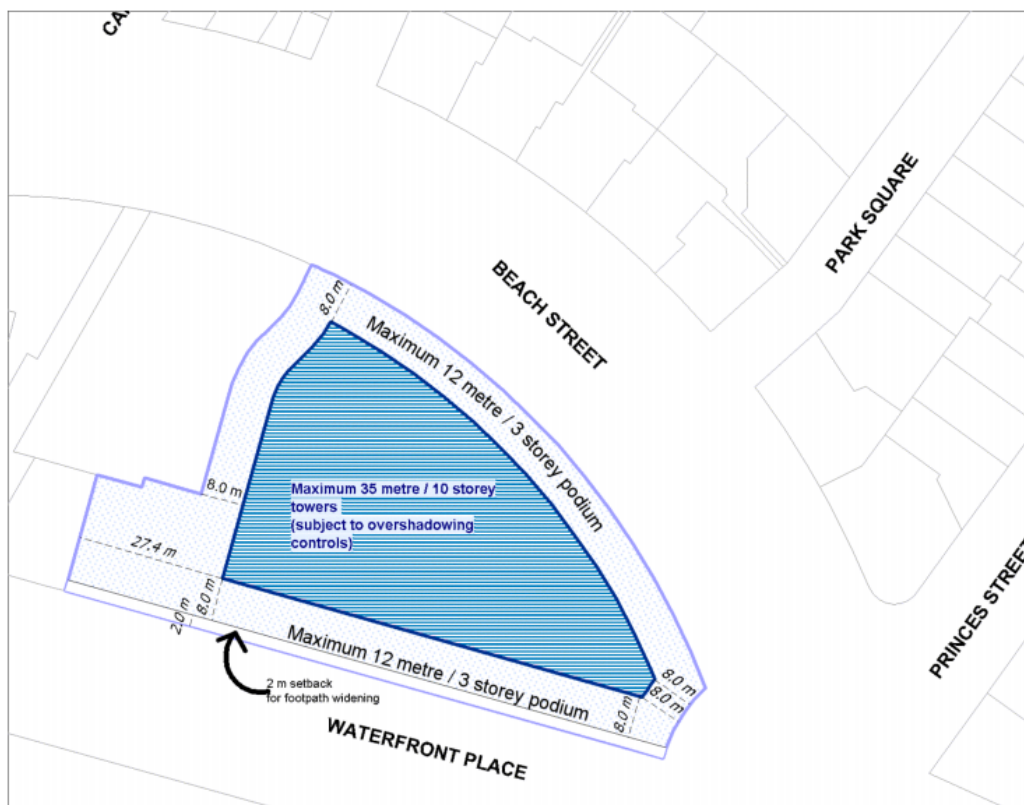 PARK SQUARE
BEACH STREET
8.0 m
Maximum 12 metre / 3 storey podium
8.0 m
Maximum 35 metre / 10 storey
towers
(subject to overshadowing
controls)
27.4 m
8.0 m
2.0 m
Maximum 12 metre / 3 storey podium
8.0 m
8.0 m
8.0 m
2 m setback
for footpath widening
WATERFRONT PLACE
PRINCES STREET